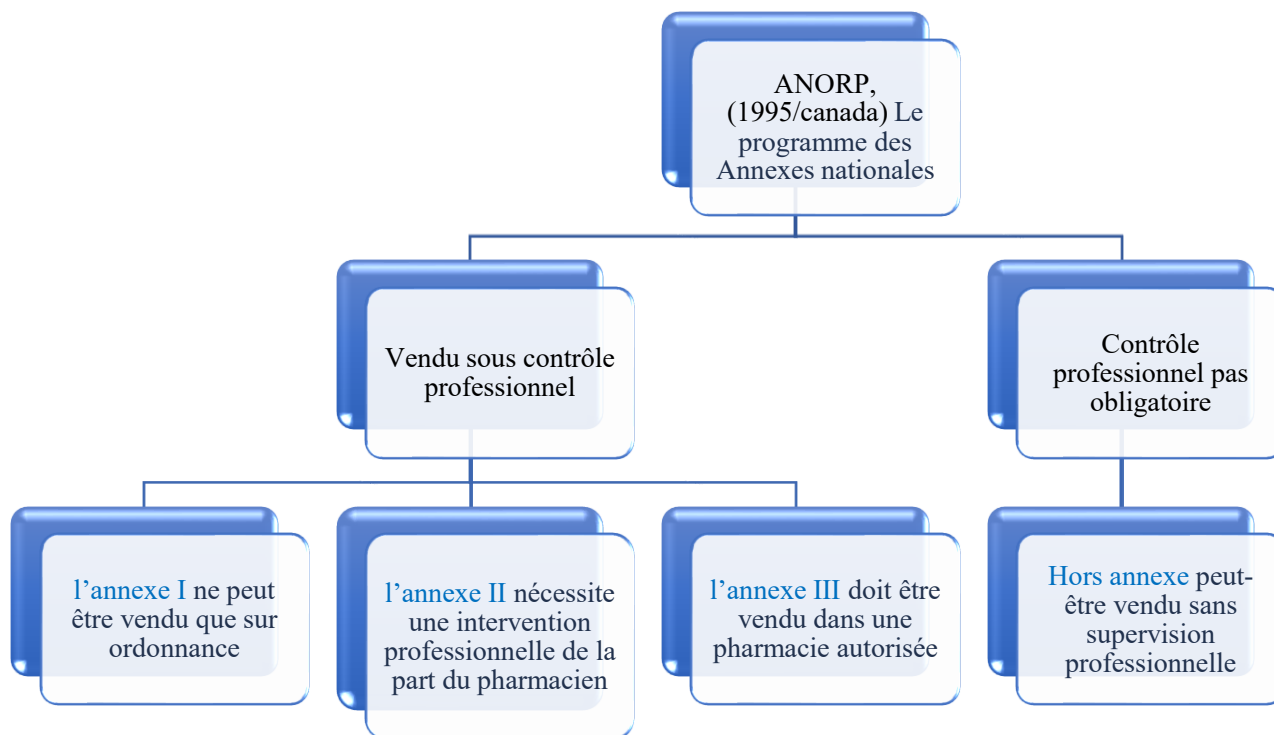 ANORP,
(1995/canada) Le
programme des
Annexes nationales
Vendu sous contrôle
professionnel
Contrôle
professionnel pas
obligatoire
l’annexe I ne peut
être vendu que sur
ordonnance
l’annexe II nécessite
une intervention
professionnelle de la
part du pharmacien
l’annexe III doit être
vendu dans une
pharmacie autorisée
Hors annexe peut-
être vendu sans
supervision
professionnelle